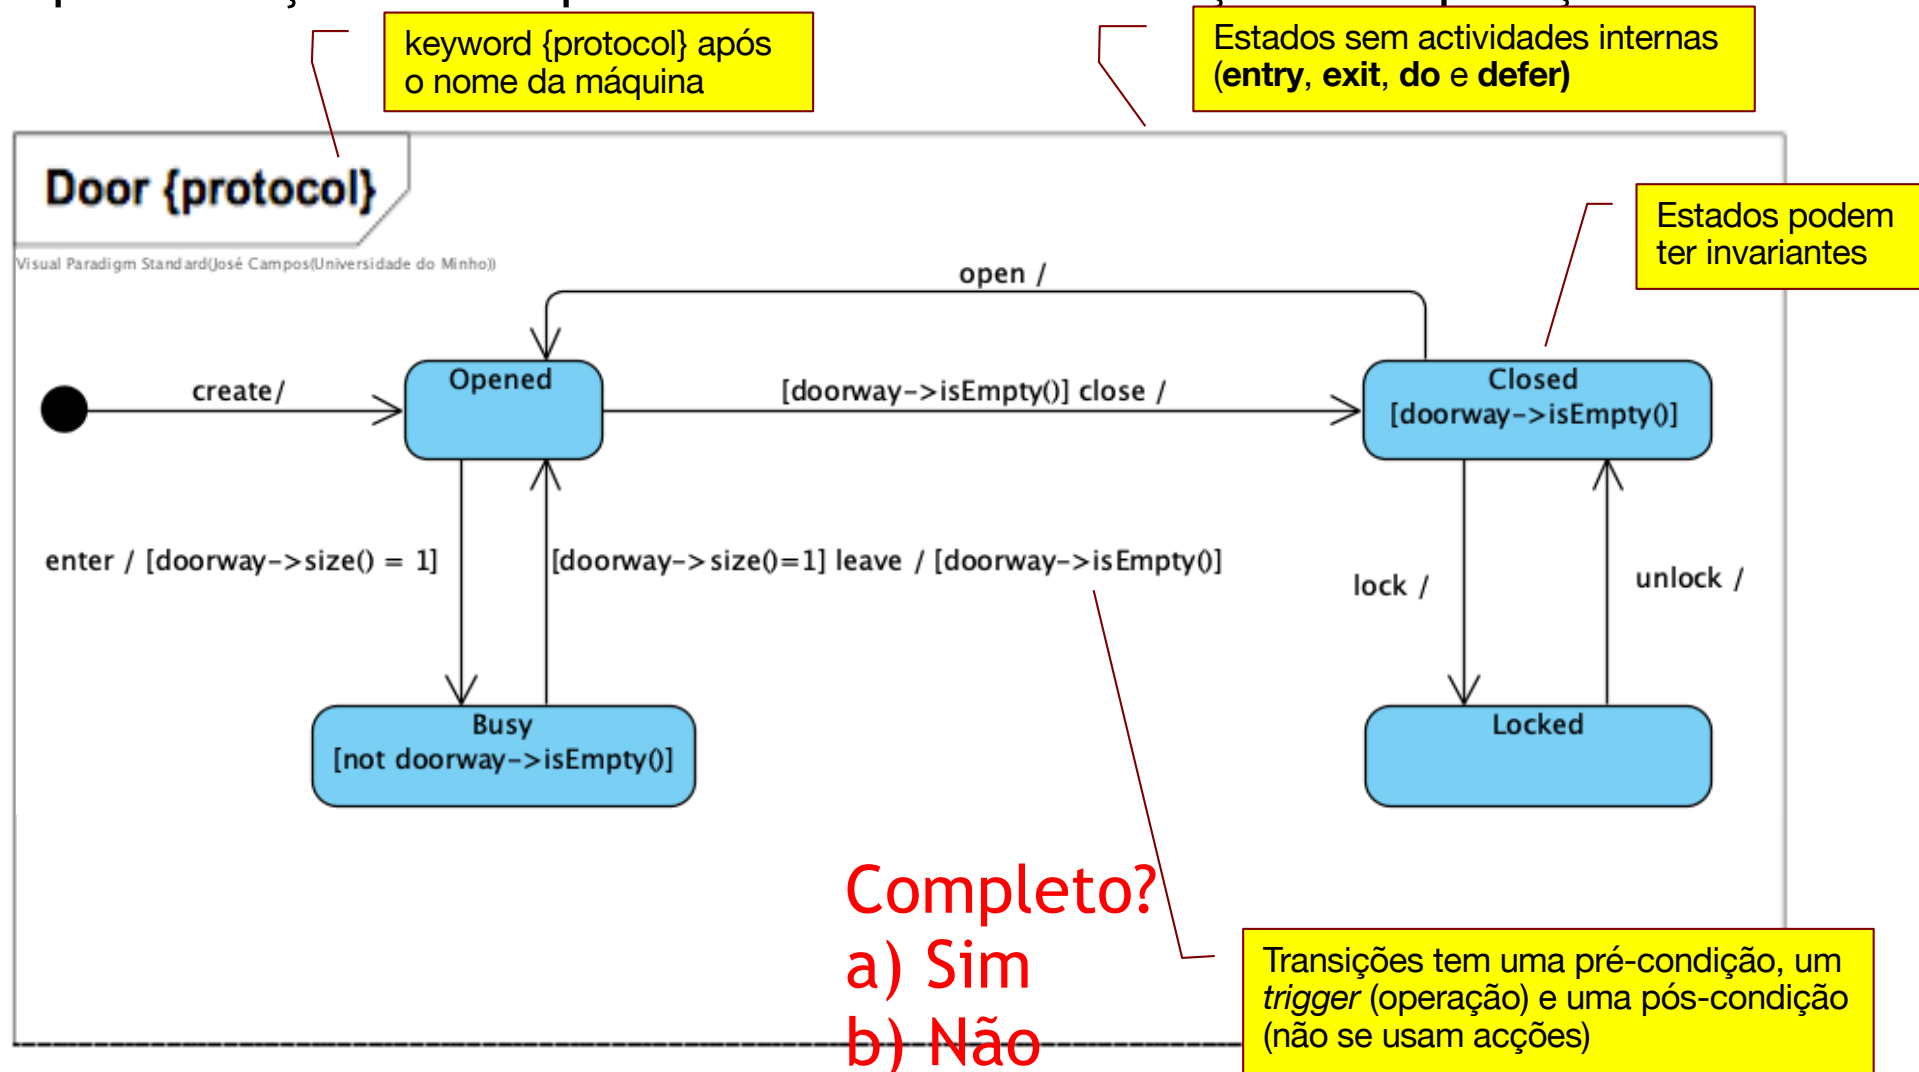 keyword {protocol} após
o nome da máquina
Estados sem actividades internas
(entry, exit, do e defer)
Door {protocol}
Visual Paradigm Standard(José Campos(Universidade do Minho))
Estados podem
ter invariantes
open /
create/
Opened
[doorway->isEmpty()] close /
Closed
[doorway->isEmpty()]
enter / [doorway->size() = 1]
[doorway->size()=1] leave / [doorway->isEmpty()]
lock /
unlock /
Busy
[not doorway->isEmpty()]
Locked
Completo?
a) Sim
b) Não
Transições tem uma pré-condição, um
trigger (operação) e uma pós-condição
(não se usam acções)